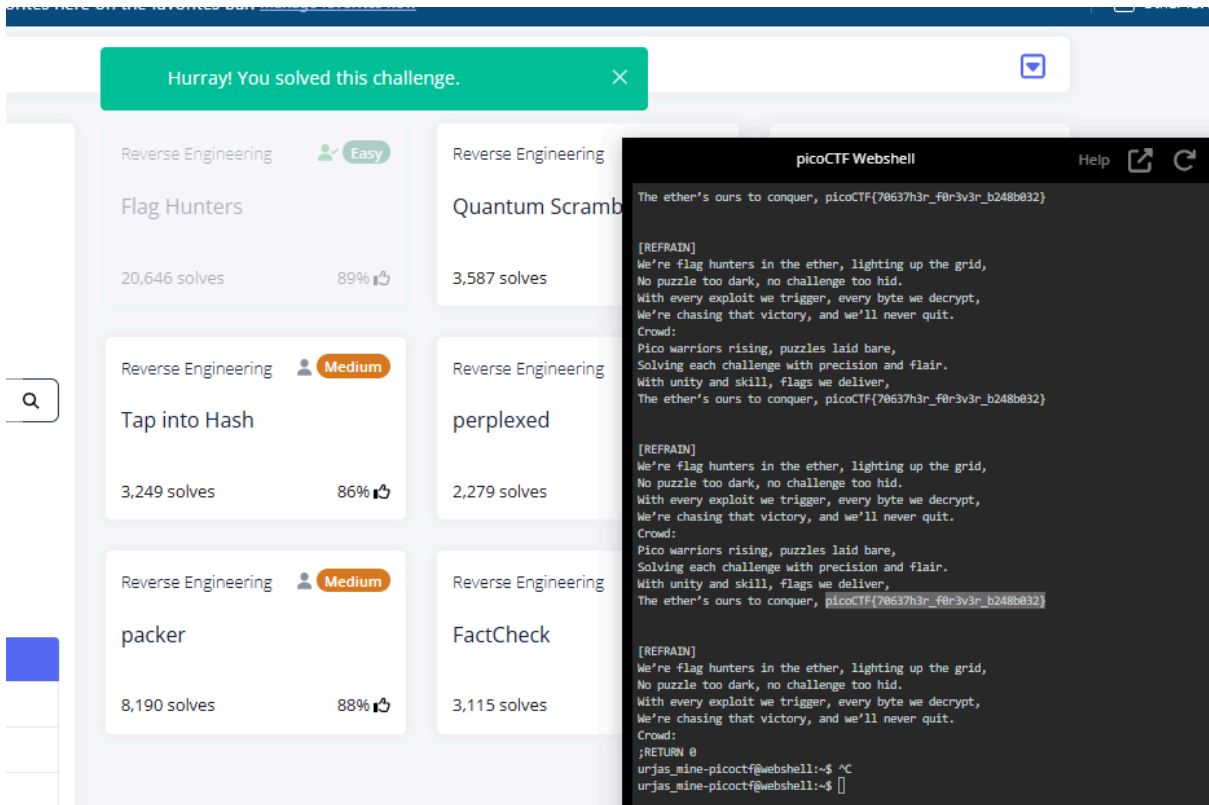 Hurray! You solved this challenge.
Reverse Engineering
Easy
Flag Hunters
20,646 solves
89%
Reverse Engineering
Quantum Scramb
3,587 solves
Reverse Engineering
Medium
Tap into Hash
3,249 solves
86%
Reverse Engineering
perplexed
2,279 solves
Reverse Engineering
Medium
packer
8,190 solves
88%
Reverse Engineering
FactCheck
3,115 solves
picoCTF Webshell
Help
The ether’s ours to conquer, picoCTF{70637h3r_f0r3v3r_b248b032}
[REFRAIN]
We’re flag hunters in the ether, lighting up the grid,
No puzzle too dark, no challenge too hid.
With every exploit we trigger, every byte we decrypt,
We’re chasing that victory, and we’ll never quit.
Crowd:
Pico warriors rising, puzzles laid bare,
Solving each challenge with precision and flair.
With unity and skill, flags we deliver,
The ether’s ours to conquer, picoCTF{70637h3r_f0r3v3r_b248b032}
[REFRAIN]
We’re flag hunters in the ether, lighting up the grid,
No puzzle too dark, no challenge too hid.
With every exploit we trigger, every byte we decrypt,
We’re chasing that victory, and we’ll never quit.
Crowd:
Pico warriors rising, puzzles laid bare,
Solving each challenge with precision and flair.
With unity and skill, flags we deliver,
The ether’s ours to conquer, picoCTF{70637h3r_f0r3v3r_b248b032}
[REFRAIN]
We’re flag hunters in the ether, lighting up the grid,
No puzzle too dark, no challenge too hid.
With every exploit we trigger, every byte we decrypt,
We’re chasing that victory, and we’ll never quit.
Crowd:
;RETURN 0
urjas_mine-picoctf@webshell:~$ ^C
urjas_mine-picoctf@webshell:~$